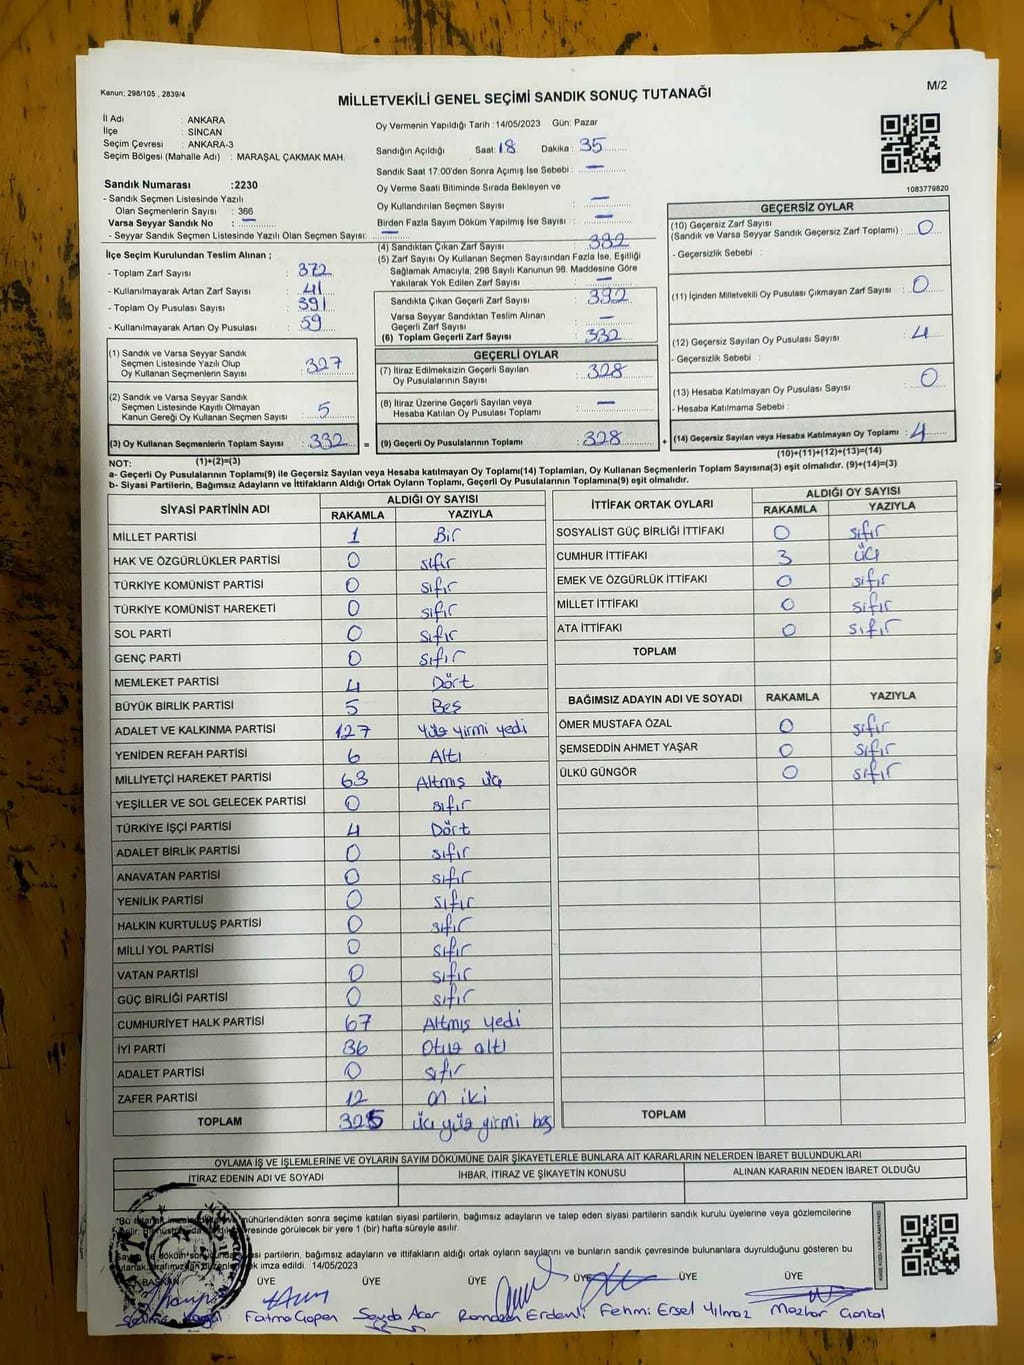 Kanun: 298/105 , 2839/4
M/2
MİLLETVEKİLİ GENEL SEÇİMİ SANDIK SONUÇ TUTANAĞI
İl Adı : ANKARA
İlçe : SİNCAN
Seçim Çevresi : ANKARA-3
Seçim Bölgesi (Mahalle Adı) : MARAŞAL ÇAKMAK MAH.
Sandık Numarası :2230
- Sandık Seçmen Listesinde Yazılı
Olan Seçmenlerin Sayısı : 366
Varsa Seyyar Sandık No : —
- Seyyar Sandık Seçmen Listesinde Yazılı Olan Seçmen Sayısı: —
Oy Vermenin Yapıldığı Tarih :14/05/2023 Gün: Pazar
Sandığın Açıldığı Saat: 18 Dakika : 35
Sandık Saat 17:00'den Sonra Açımış İse Sebebi : —
Oy Verme Saati Bitiminde Sırada Bekleyen ve
Oy Kullandırılan Seçmen Sayısı : —
Birden Fazla Sayım Döküm Yapılmış İse Sayısı : —
1083779820
İlçe Seçim Kurulundan Teslim Alınan ;
- Toplam Zarf Sayısı : 372
- Kullanılmayarak Artan Zarf Sayısı : 41
- Toplam Oy Pusulası Sayısı : 391
- Kullanılmayarak Artan Oy Pusulası : 59
(1) Sandık ve Varsa Seyyar Sandık
Seçmen Listesinde Yazılı Olup
Oy Kullanan Seçmenlerin Sayısı : 327
(2) Sandık ve Varsa Seyyar Sandık
Seçmen Listesinde Kayıtlı Olmayan
Kanun Gereği Oy Kullanan Seçmen Sayısı : 5
(3) Oy Kullanan Seçmenlerin Toplam Sayısı : 332 =
(4) Sandıktan Çıkan Zarf Sayısı : 332
(5) Zarf Sayısı Oy Kullanan Seçmen Sayısından Fazla İse, Eşitliği
Sağlamak Amacıyla; 298 Sayılı Kanunun 98. Maddesine Göre
Yakılarak Yok Edilen Zarf Sayısı : —
Sandıkta Çıkan Geçerli Zarf Sayısı : 332
Varsa Seyyar Sandıktan Teslim Alınan
Geçerli Zarf Sayısı : —
(6) Toplam Geçerli Zarf Sayısı : 332
GEÇERLİ OYLAR
(7) İtiraz Edilmeksizin Geçerli Sayılan
Oy Pusulalarının Sayısı : 328
(8) İtiraz Üzerine Geçerli Sayılan veya
Hesaba Katılan Oy Pusulası Toplamı : —
(9) Geçerli Oy Pusulalarının Toplamı : 328 +
GEÇERSİZ OYLAR
(10) Geçersiz Zarf Sayısı
(Sandık ve Varsa Seyyar Sandık Geçersiz Zarf Toplamı) : 0
- Geçersizlik Sebebi :
(11) İçinden Milletvekili Oy Pusulası Çıkmayan Zarf Sayısı : 0
(12) Geçersiz Sayılan Oy Pusulası Sayısı : 4
- Geçersizlik Sebebi :
(13) Hesaba Katılmayan Oy Pusulası Sayısı : 0
- Hesaba Katılmama Sebebi :
(14) Geçersiz Sayılan veya Hesaba Katılmayan Oy Toplamı : 4
NOT: (1)+(2)=(3)
(10)+(11)+(12)+(13)=(14)
a- Geçerli Oy Pusulalarının Toplamı(9) ile Geçersiz Sayılan veya Hesaba katılmayan Oy Toplamı(14) Toplamları, Oy Kullanan Seçmenlerin Toplam Sayısına(3) eşit olmalıdır. (9)+(14)=(3)
b- Siyasi Partilerin, Bağımsız Adayların ve İttifakların Aldığı Ortak Oyların Toplamı, Geçerli Oy Pusulalarının Toplamına(9) eşit olmalıdır.
SİYASİ PARTİNİN ADI ALDIĞI OY SAYISI
RAKAMLA YAZIYLA
MİLLET PARTİSİ 1 Bir
HAK VE ÖZGÜRLÜKLER PARTİSİ 0 sıfır
TÜRKİYE KOMÜNİST PARTİSİ 0 sıfır
TÜRKİYE KOMÜNİST HAREKETİ 0 sıfır
SOL PARTİ 0 sıfır
GENÇ PARTİ 0 sıfır
MEMLEKET PARTİSİ 4 Dört
BÜYÜK BİRLİK PARTİSİ 5 Beş
ADALET VE KALKINMA PARTİSİ 127 Yüz yirmi yedi
YENİDEN REFAH PARTİSİ 6 Altı
MİLLİYETÇİ HAREKET PARTİSİ 63 Altmış üç
YEŞİLLER VE SOL GELECEK PARTİSİ 0 sıfır
TÜRKİYE İŞÇİ PARTİSİ 4 Dört
ADALET BİRLİK PARTİSİ 0 sıfır
ANAVATAN PARTİSİ 0 sıfır
YENİLİK PARTİSİ 0 sıfır
HALKIN KURTULUŞ PARTİSİ 0 sıfır
MİLLİ YOL PARTİSİ 0 sıfır
VATAN PARTİSİ 0 sıfır
GÜÇ BİRLİĞİ PARTİSİ 0 sıfır
CUMHURİYET HALK PARTİSİ 67 Altmış yedi
İYİ PARTİ 36 Otuz altı
ADALET PARTİSİ 0 sıfır
ZAFER PARTİSİ 12 On iki
TOPLAM 325 üç yüz yirmi beş
İTTİFAK ORTAK OYLARI ALDIĞI OY SAYISI
RAKAMLA YAZIYLA
SOSYALİST GÜÇ BİRLİĞİ İTTİFAKI 0 sıfır
CUMHUR İTTİFAKI 3 üç
EMEK VE ÖZGÜRLÜK İTTİFAKI 0 sıfır
MİLLET İTTİFAKI 0 sıfır
ATA İTTİFAKI 0 sıfır
TOPLAM
BAĞIMSIZ ADAYIN ADI VE SOYADI RAKAMLA YAZIYLA
ÖMER MUSTAFA ÖZAL 0 sıfır
ŞEMSEDDİN AHMET YAŞAR 0 sıfır
ÜLKÜ GÜNGÖR 0 sıfır
TOPLAM
OYLAMA İŞ VE İŞLEMLERİNE VE OYLARIN SAYIM DÖKÜMÜNE DAİR ŞİKAYETLERLE BUNLARA AİT KARARLARIN NELERDEN İBARET BULUNDUKLARI
İTİRAZ EDENİN ADI VE SOYADI İHBAR, İTİRAZ VE ŞİKAYETİN KONUSU ALINAN KARARIN NEDEN İBARET OLDUĞU
mühürlendikten sonra seçime katılan siyasi partilerin, bağımsız adayların ve talep eden siyasi partilerin sandık kurulu üyelerine veya gözlemcilerine
görülecek bir yere 1 (bir) hafta süreyle asılır.
partilerin, bağımsız adayların ve ittifakların aldığı ortak oyların sayılarını ve bunların sandık çevresinde bulunanlara duyrulduğunu gösteren bu
imza edildi. 14/05/2023
BAŞKAN ÜYE ÜYE ÜYE ÜYE ÜYE ÜYE
Fatma Seyda Acar Ramazan Erdemli Fehmi Ersel Yılmaz Mazhar